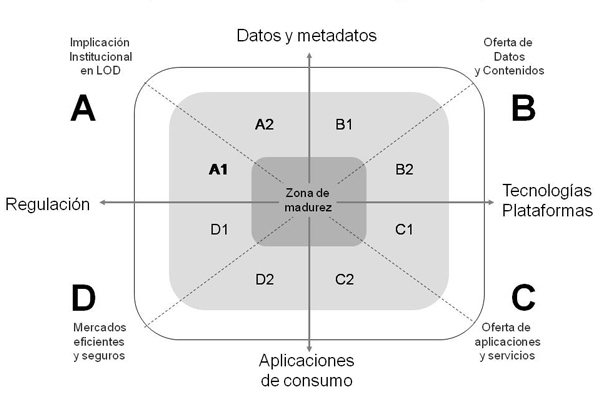 Datos y metadatos
Implicación
Institucional
en LOD
Oferta de
Datos
y Contenidos
A
B
A2
B1
A1
B2
Zona de
madurez
Regulación
Tecnologías
Plataformas
D1
C1
D2
C2
D
C
Mercados
eficientes
y seguros
Oferta de
aplicaciones
y servicios
Aplicaciones
de consumo